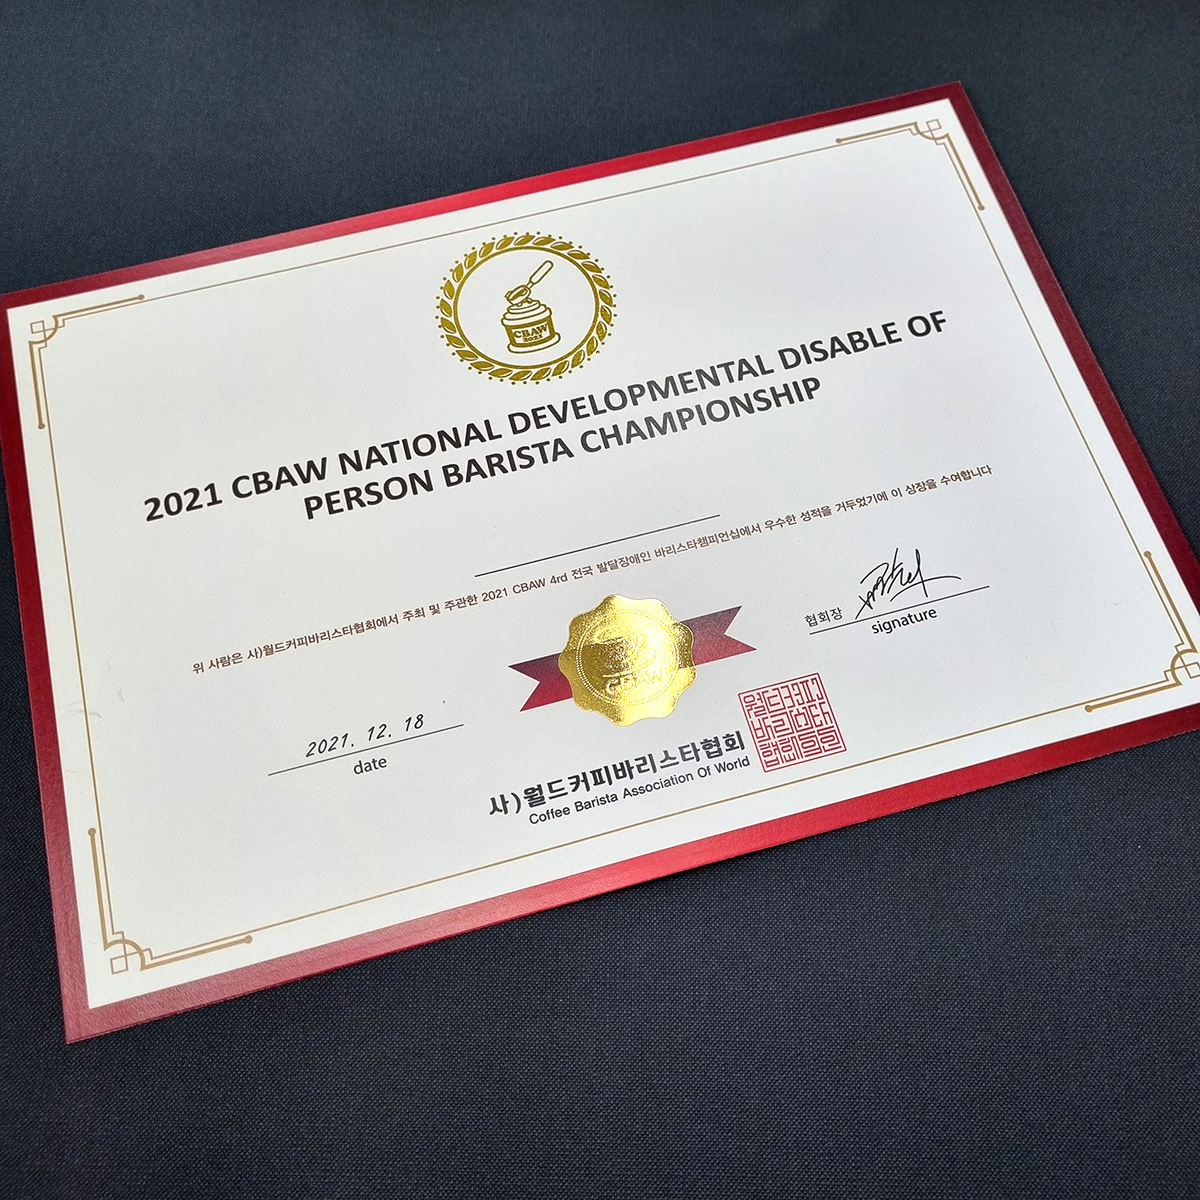 CBAW
2021
2021 CBAW NATIONAL DEVELOPMENTAL DISABLE OF
PERSON BARISTA CHAMPIONSHIP
위 사람은 사)월드커피바리스타협회에서 주최 및 주관한 2021 CBAW 4rd 전국 발달장애인 바리스타챔피언십에서 우수한 성적을 거두었기에 이 상장을 수여합니다
협회장
signature
CBAW
2021. 12. 18
date
사)월드커피바리스타협회
Coffee Barista Association Of World